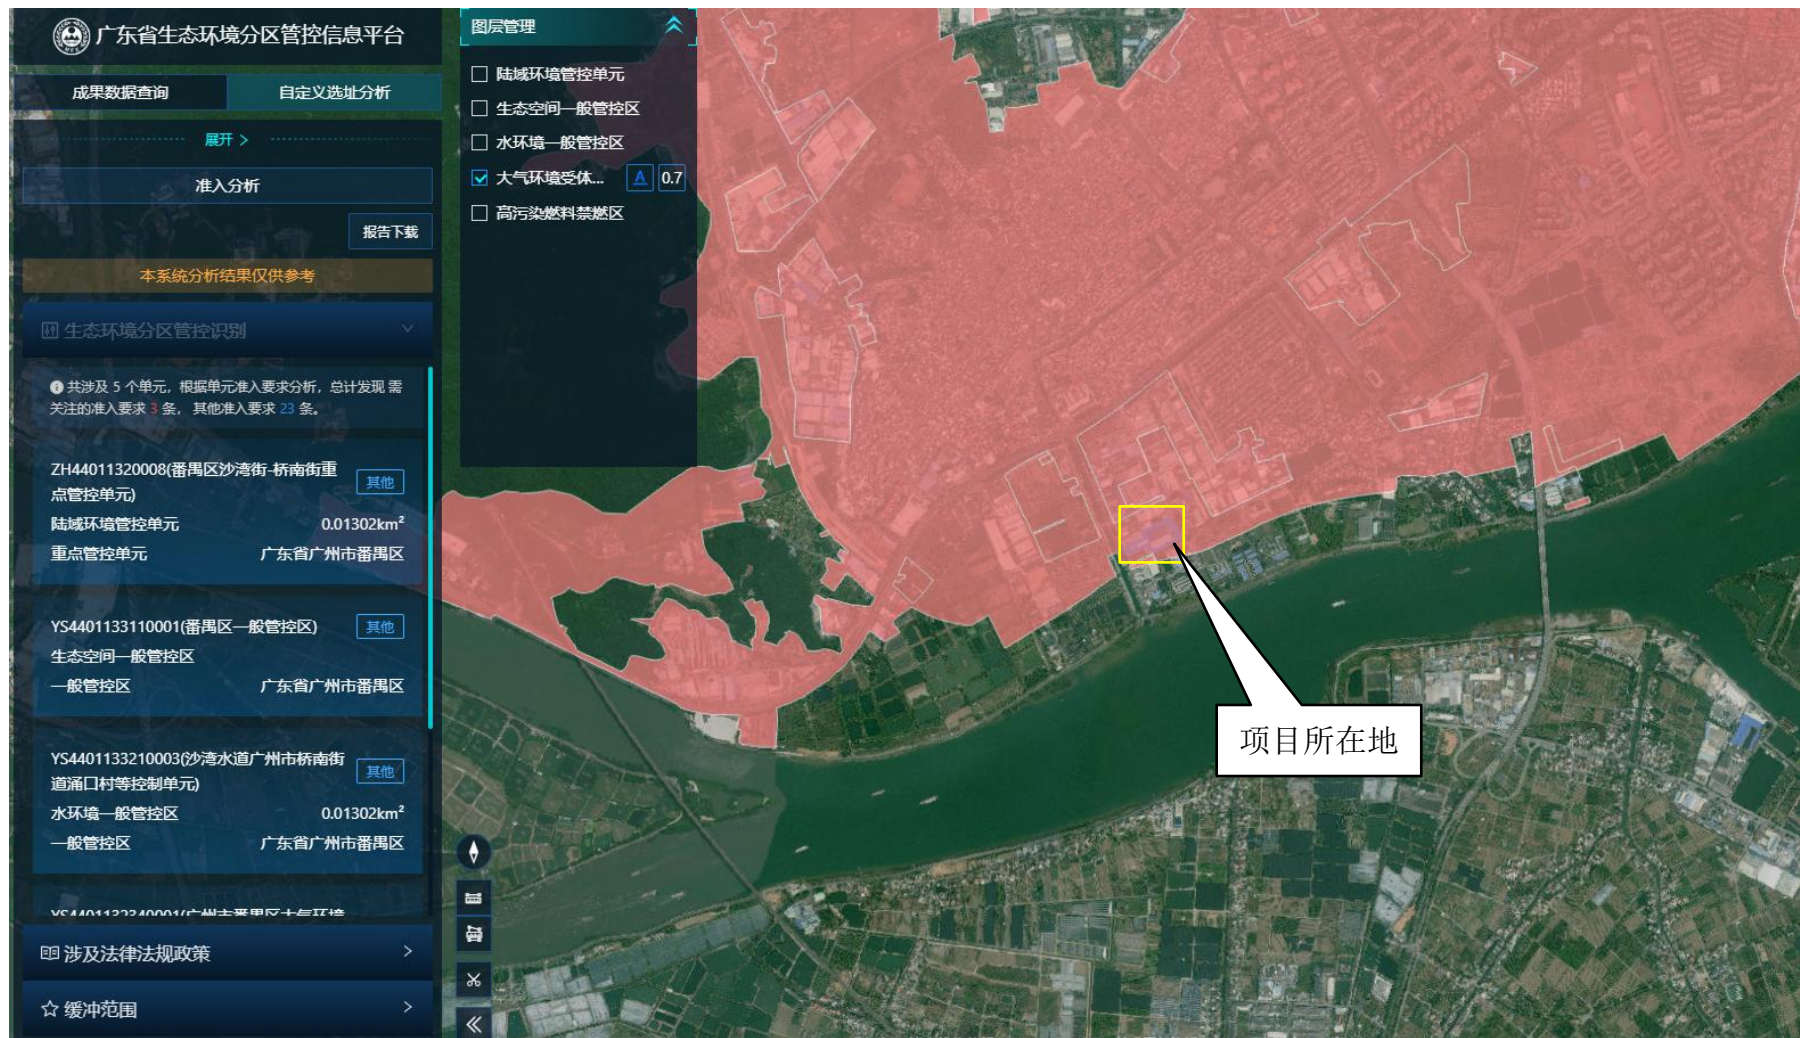 广东省生态环境分区管控信息平台
成果数据查询
自定义选址分析
展开 >
准入分析
报告下载
本系统分析结果仅供参考
生态环境分区管控识别
共涉及 5 个单元，根据单元准入要求分析，总计发现 需
关注的准入要求 3 条， 其他准入要求 23 条。
ZH44011320008(番禺区沙湾街-桥南街重
点管控单元)
其他
陆域环境管控单元
0.01302km²
重点管控单元
广东省广州市番禺区
YS4401133110001(番禺区一般管控区)
其他
生态空间一般管控区
一般管控区
广东省广州市番禺区
YS4401133210003(沙湾水道广州市桥南街
道涌口村等控制单元)
其他
水环境一般管控区
0.01302km²
一般管控区
广东省广州市番禺区
YS4401132340001(广州市番禺区大气环境
涉及法律法规政策
缓冲范围
图层管理
陆域环境管控单元
生态空间一般管控区
水环境一般管控区
大气环境受体...
A
0.7
高污染燃料禁燃区
项目所在地